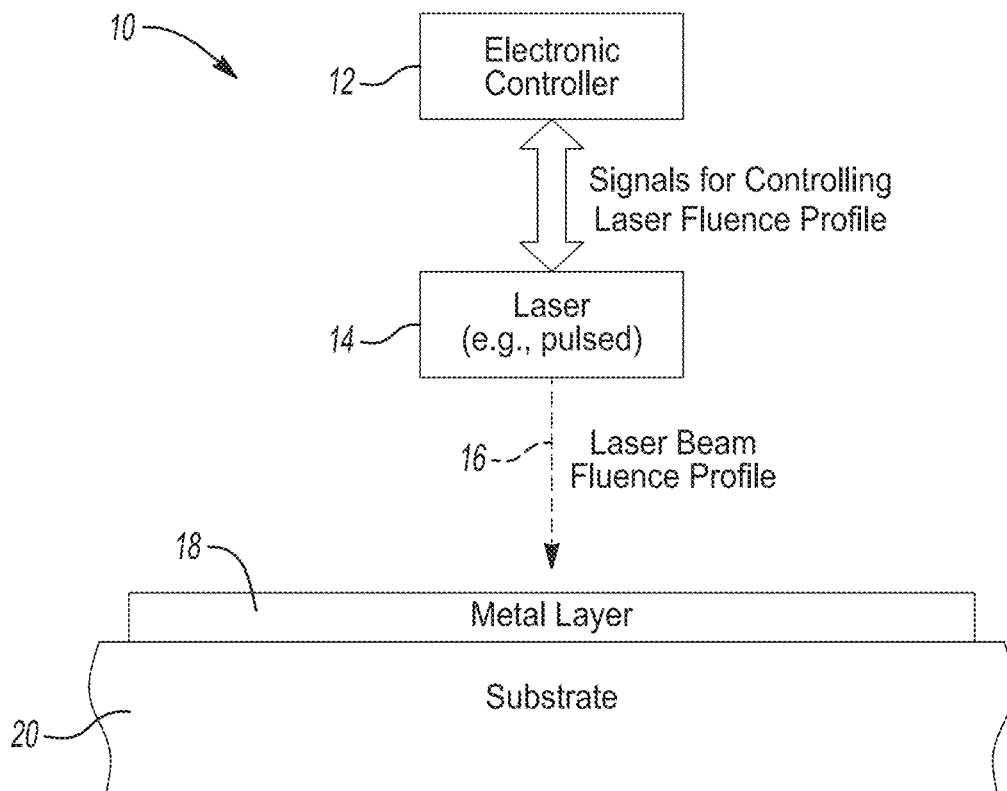 10
12
Electronic
Controller
Signals for Controlling
Laser Fluence Profile
14
Laser
(e.g., pulsed)
16
Laser Beam
Fluence Profile
18
Metal Layer
Substrate
20